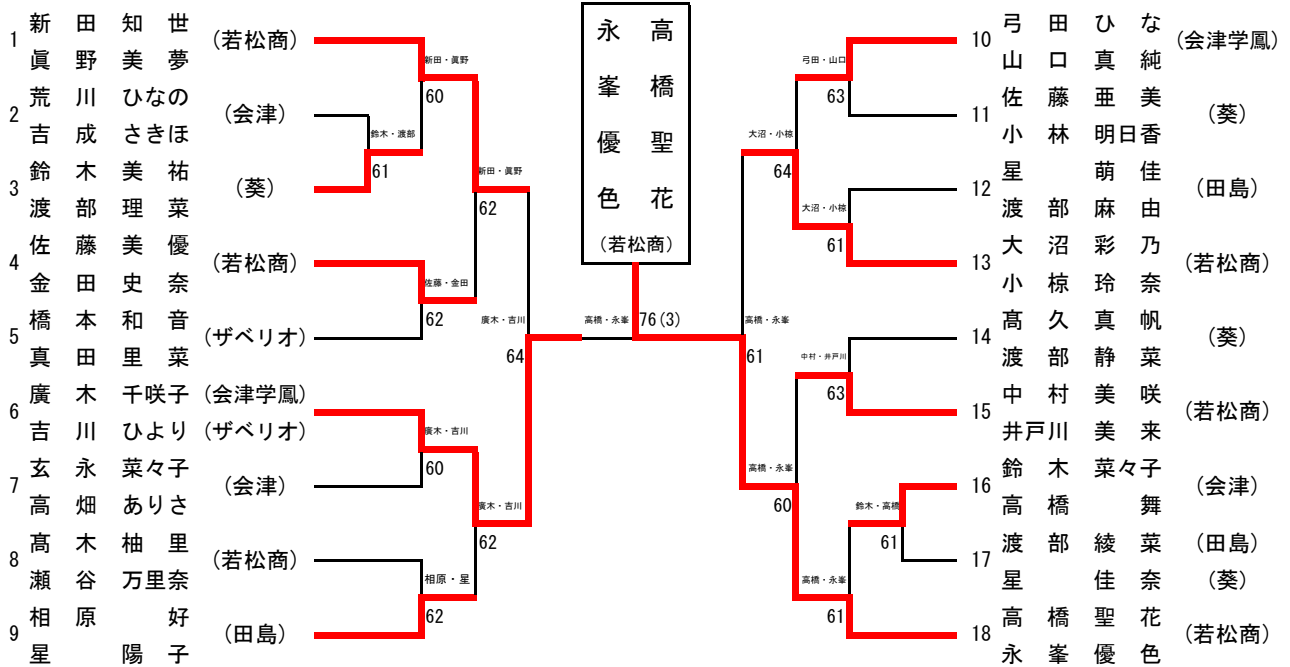 1 新田知世 (若松商)
眞野美夢
2 荒川ひなの (会津)
吉成さきほ
3 鈴木美祐 (葵)
渡部理菜
4 佐藤美優 (若松商)
金田史奈
5 橋本和音 (ザベリオ)
真田里菜
6 廣木千咲子 (会津学鳳)
吉川ひより (ザベリオ)
7 玄永菜々子 (会津)
高畑ありさ
8 髙木柚里 (若松商)
瀬谷万里奈
9 相原好 (田島)
星陽子
新田・眞野
60
鈴木・渡部
61
新田・眞野
62
佐藤・金田
62
廣木・吉川
64
廣木・吉川
60
廣木・吉川
62
相原・星
62
高橋聖花
永峯優色
(若松商)
高橋・永峯
76(3)
弓田・山口
63
大沼・小椋
64
大沼・小椋
61
高橋・永峯
61
中村・井戸川
63
高橋・永峯
60
鈴木・高橋
61
高橋・永峯
61
10 弓田ひな (会津学鳳)
山口真純
11 佐藤亜美 (葵)
小林明日香
12 星萌佳 (田島)
渡部麻由
13 大沼彩乃 (若松商)
小椋玲奈
14 髙久真帆 (葵)
渡部静菜
15 中村美咲 (若松商)
井戸川美来
16 鈴木菜々子 (会津)
高橋舞
17 渡部綾菜 (田島)
星佳奈 (葵)
18 高橋聖花 (若松商)
永峯優色